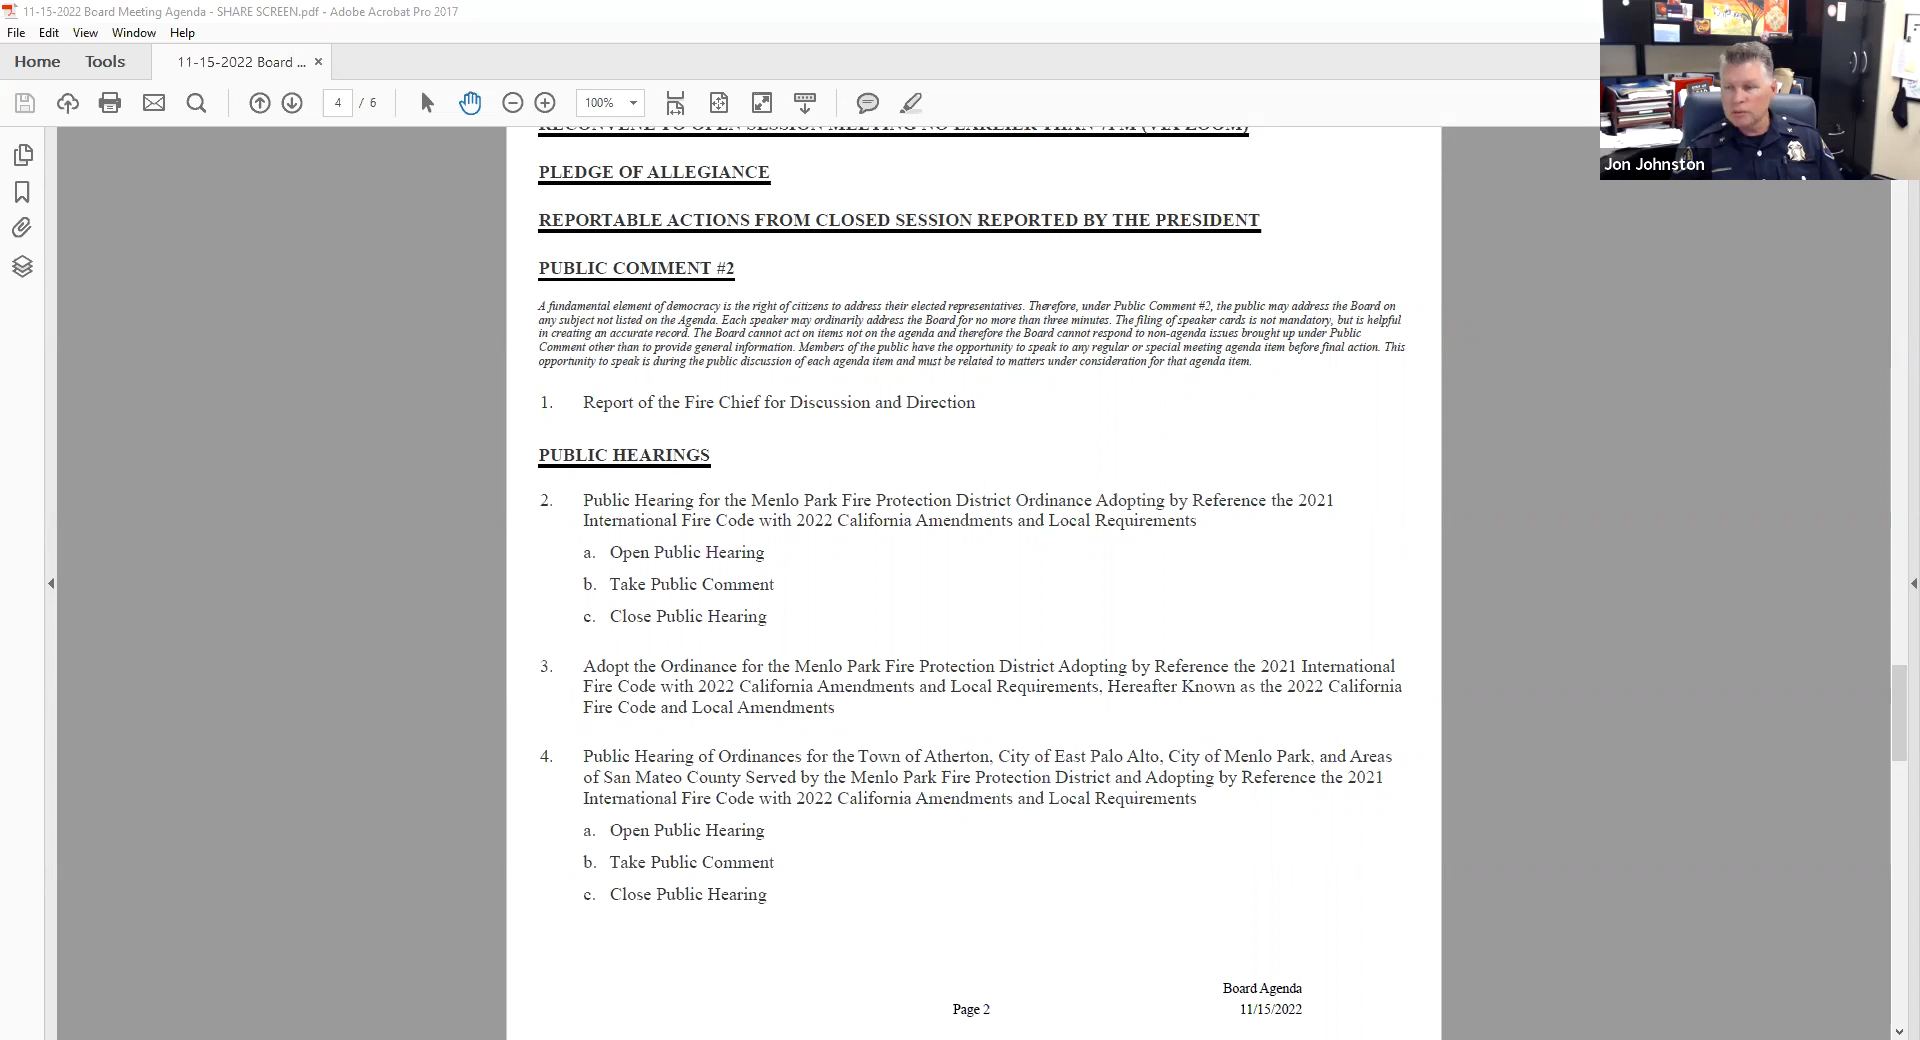 11-15-2022 Board Meeting Agenda - SHARE SCREEN.pdf - Adobe Acrobat Pro 2017
File Edit View Window Help
Home Tools 11-15-2022 Board ... ×
4 / 6 100%
RECONVENE TO OPEN SESSION MEETING NO EARLIER THAN 7PM (VIA ZOOM)
Jon Johnston
PLEDGE OF ALLEGIANCE
REPORTABLE ACTIONS FROM CLOSED SESSION REPORTED BY THE PRESIDENT
PUBLIC COMMENT #2
A fundamental element of democracy is the right of citizens to address their elected representatives. Therefore, under Public Comment #2, the public may address the Board on
any subject not listed on the Agenda. Each speaker may ordinarily address the Board for no more than three minutes. The filing of speaker cards is not mandatory, but is helpful
in creating an accurate record. The Board cannot act on items not on the agenda and therefore the Board cannot respond to non-agenda issues brought up under Public
Comment other than to provide general information. Members of the public have the opportunity to speak to any regular or special meeting agenda item before final action. This
opportunity to speak is during the public discussion of each agenda item and must be related to matters under consideration for that agenda item.
1. Report of the Fire Chief for Discussion and Direction
PUBLIC HEARINGS
2. Public Hearing for the Menlo Park Fire Protection District Ordinance Adopting by Reference the 2021
International Fire Code with 2022 California Amendments and Local Requirements
a. Open Public Hearing
b. Take Public Comment
c. Close Public Hearing
3. Adopt the Ordinance for the Menlo Park Fire Protection District Adopting by Reference the 2021 International
Fire Code with 2022 California Amendments and Local Requirements, Hereafter Known as the 2022 California
Fire Code and Local Amendments
4. Public Hearing of Ordinances for the Town of Atherton, City of East Palo Alto, City of Menlo Park, and Areas
of San Mateo County Served by the Menlo Park Fire Protection District and Adopting by Reference the 2021
International Fire Code with 2022 California Amendments and Local Requirements
a. Open Public Hearing
b. Take Public Comment
c. Close Public Hearing
Board Agenda
Page 2 11/15/2022